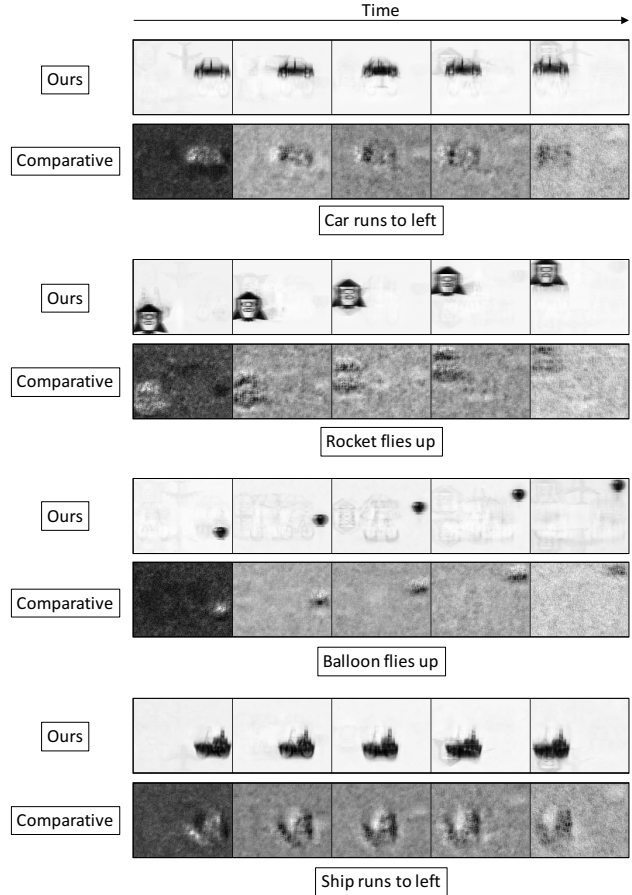 Time
Ours
Comparative
Car runs to left
Ours
Comparative
Rocket flies up
Ours
Comparative
Balloon flies up
Ours
Comparative
Ship runs to left